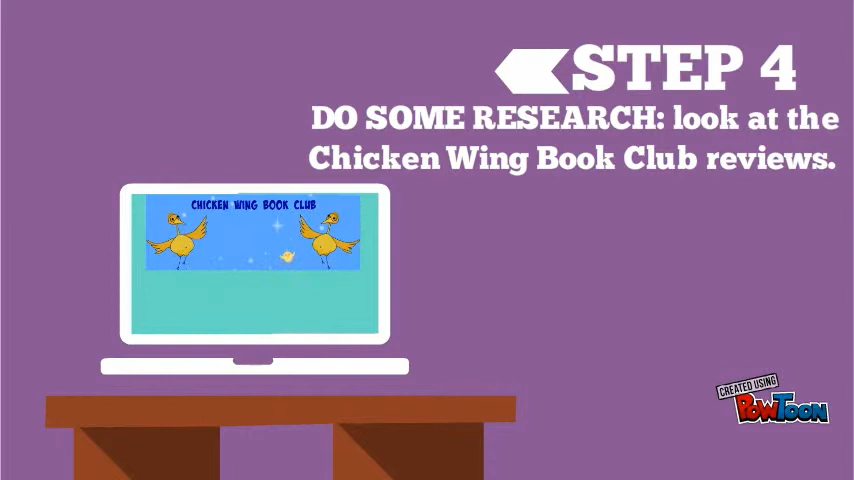 STEP 4
DO SOME RESEARCH: look at the
Chicken Wing Book Club reviews.
CHICKEN WING BOOK CLUB
CREATED USING
POWTOON